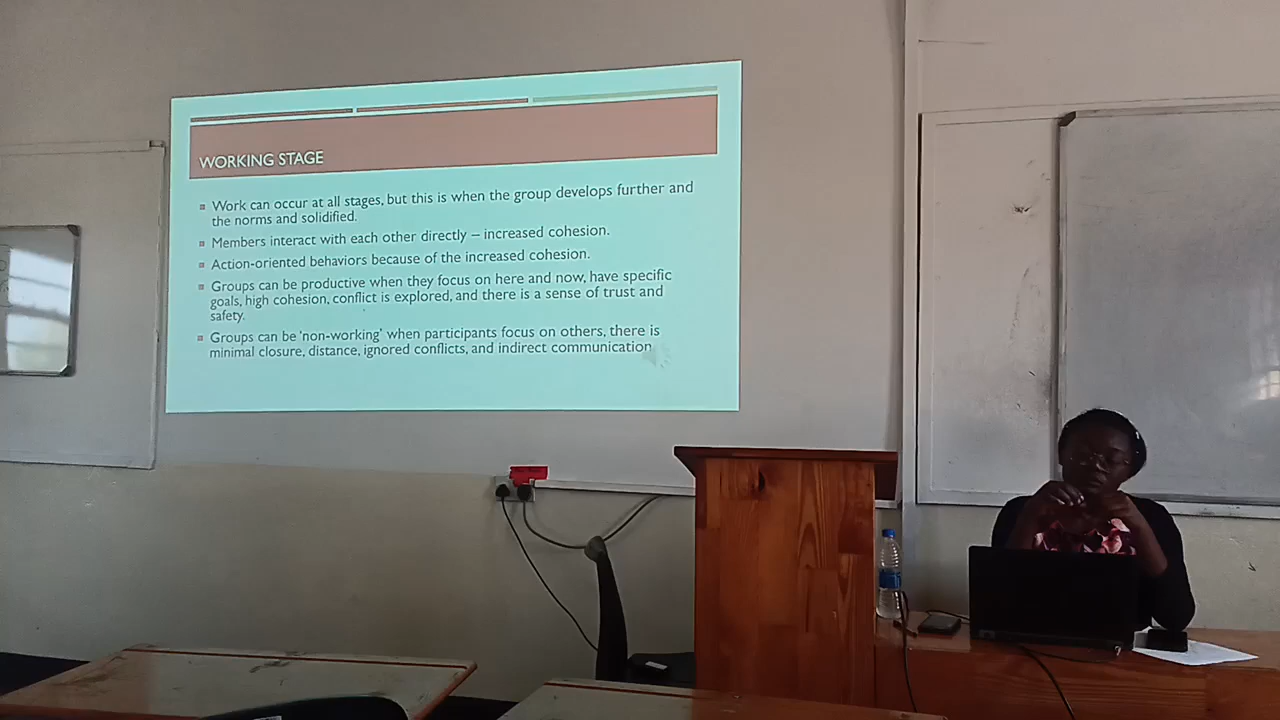 WORKING STAGE
Work can occur at all stages, but this is when the group develops further and
the norms and solidified.
Members interact with each other directly – increased cohesion.
Action-oriented behaviors because of the increased cohesion.
Groups can be productive when they focus on here and now, have specific
goals, high cohesion, conflict is explored, and there is a sense of trust and
safety.
Groups can be 'non-working' when participants focus on others, there is
minimal closure, distance, ignored conflicts, and indirect communication